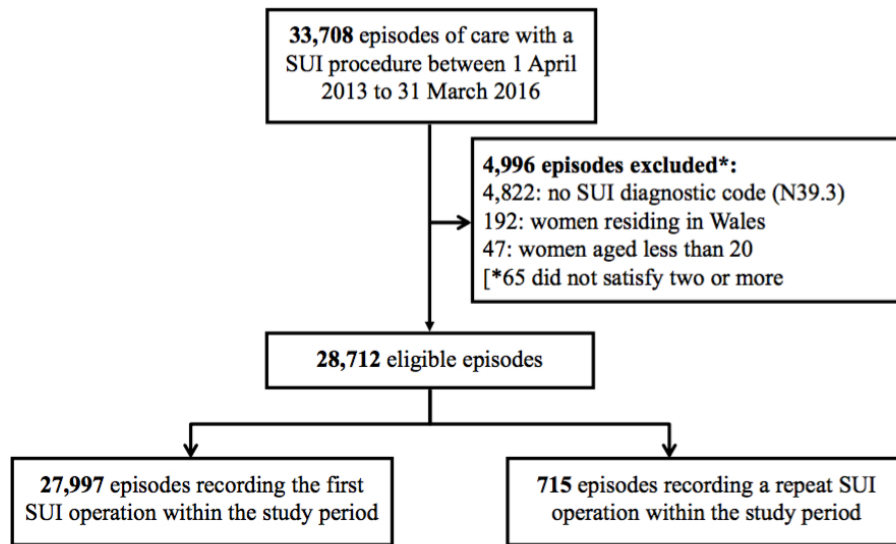 33,708 episodes of care with a
SUI procedure between 1 April
2013 to 31 March 2016
4,996 episodes excluded*:
4,822: no SUI diagnostic code (N39.3)
192: women residing in Wales
47: women aged less than 20
[*65 did not satisfy two or more
28,712 eligible episodes
27,997 episodes recording the first
SUI operation within the study period
715 episodes recording a repeat SUI
operation within the study period